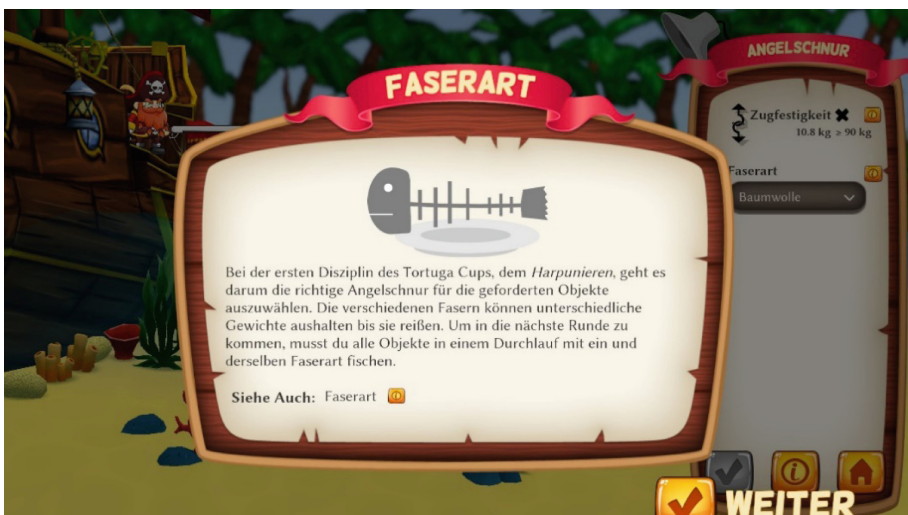 FASERART
Bei der ersten Disziplin des Tortuga Cups, dem Harpunieren, geht es
darum die richtige Angelschnur für die geforderten Objekte
auszuwählen. Die verschiedenen Fasern können unterschiedliche
Gewichte aushalten bis sie reißen. Um in die nächste Runde zu
kommen, musst du alle Objekte in einem Durchlauf mit ein und
derselben Faserart fischen.
Siehe Auch: Faserart
ANGELSCHNUR
Zugfestigkeit
10.8 kg ≥ 90 kg
Faserart
Baumwolle
WEITER